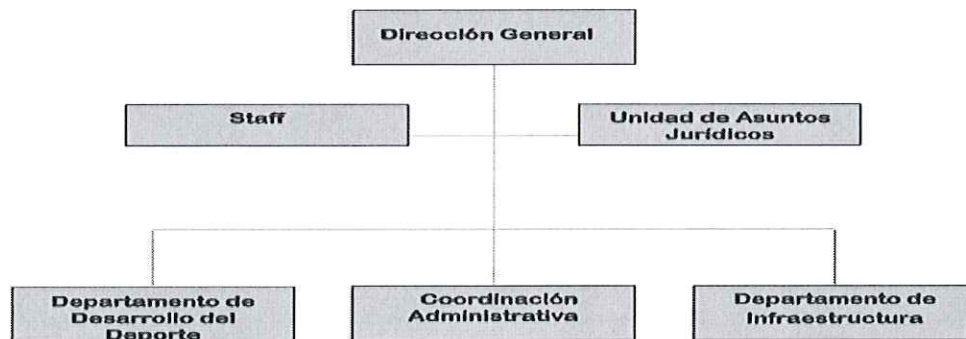 Dirección General
Staff
Unidad de Asuntos
Jurídicos
Departamento de
Desarrollo del
Deporte
Coordinación
Administrativa
Departamento de
Infraestructura